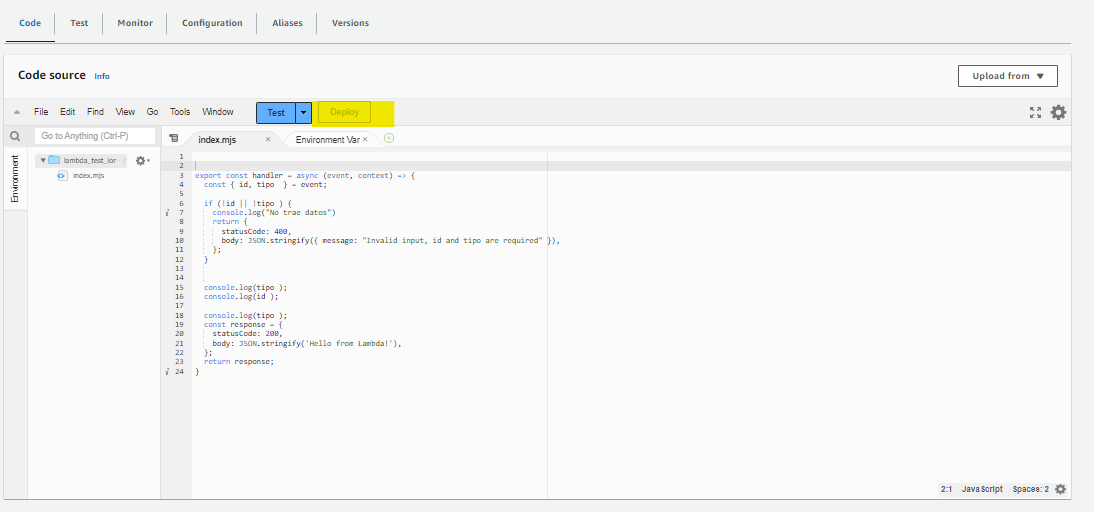 Code Test Monitor Configuration Aliases Versions
Code source Info Upload from
File Edit Find View Go Tools Window Test Deploy
Go to Anything (Ctrl-P) index.mjs × Environment Var × 
Environment
lambda_test_ior - /
index.mjs
1
2
3 export const handler = async (event, context) => {
4 const { id, tipo  } = event;
5
6 if (!id || !tipo ) {
i 7 console.log("No trae datos")
8 return {
9 statusCode: 400,
10 body: JSON.stringify({ message: "Invalid input, id and tipo are required" }),
11 };
12 }
13
14
15 console.log(tipo );
16 console.log(id );
17
18 console.log(tipo );
19 const response = {
20 statusCode: 200,
21 body: JSON.stringify('Hello from Lambda!'),
22 };
23 return response;
i 24 }
2:1 JavaScript Spaces: 2